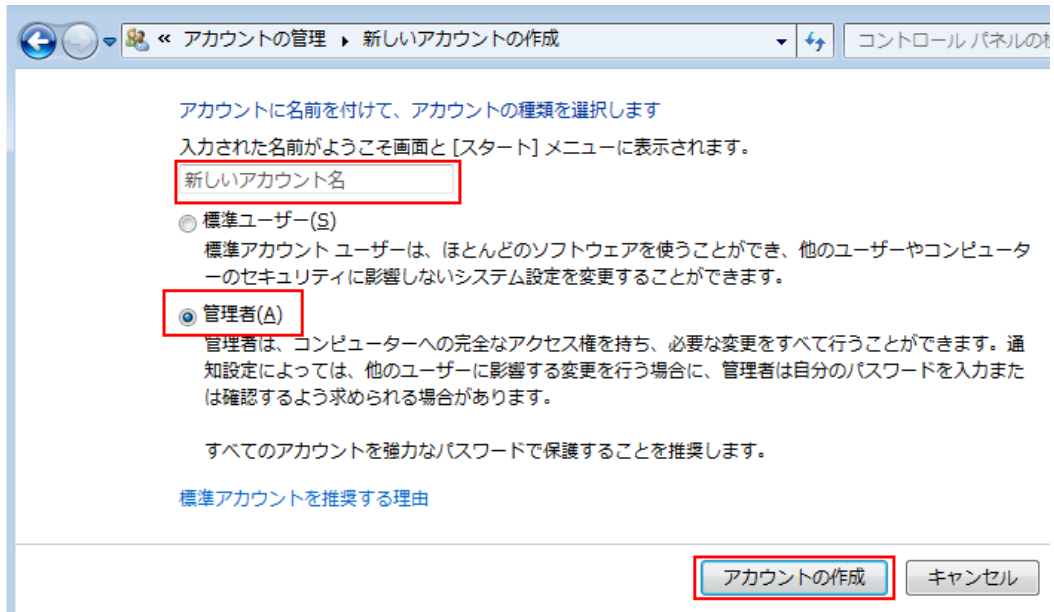 « アカウントの管理 ▸ 新しいアカウントの作成
コントロール パネルの
アカウントに名前を付けて、アカウントの種類を選択します
入力された名前がようこそ画面と [スタート] メニューに表示されます。
新しいアカウント名
標準ユーザー(S)
標準アカウント ユーザーは、ほとんどのソフトウェアを使うことができ、他のユーザーやコンピュータ
ーのセキュリティに影響しないシステム設定を変更することができます。
管理者(A)
管理者は、コンピューターへの完全なアクセス権を持ち、必要な変更をすべて行うことができます。通
知設定によっては、他のユーザーに影響する変更を行う場合に、管理者は自分のパスワードを入力また
は確認するよう求められる場合があります。
すべてのアカウントを強力なパスワードで保護することを推奨します。
標準アカウントを推奨する理由
アカウントの作成
キャンセル